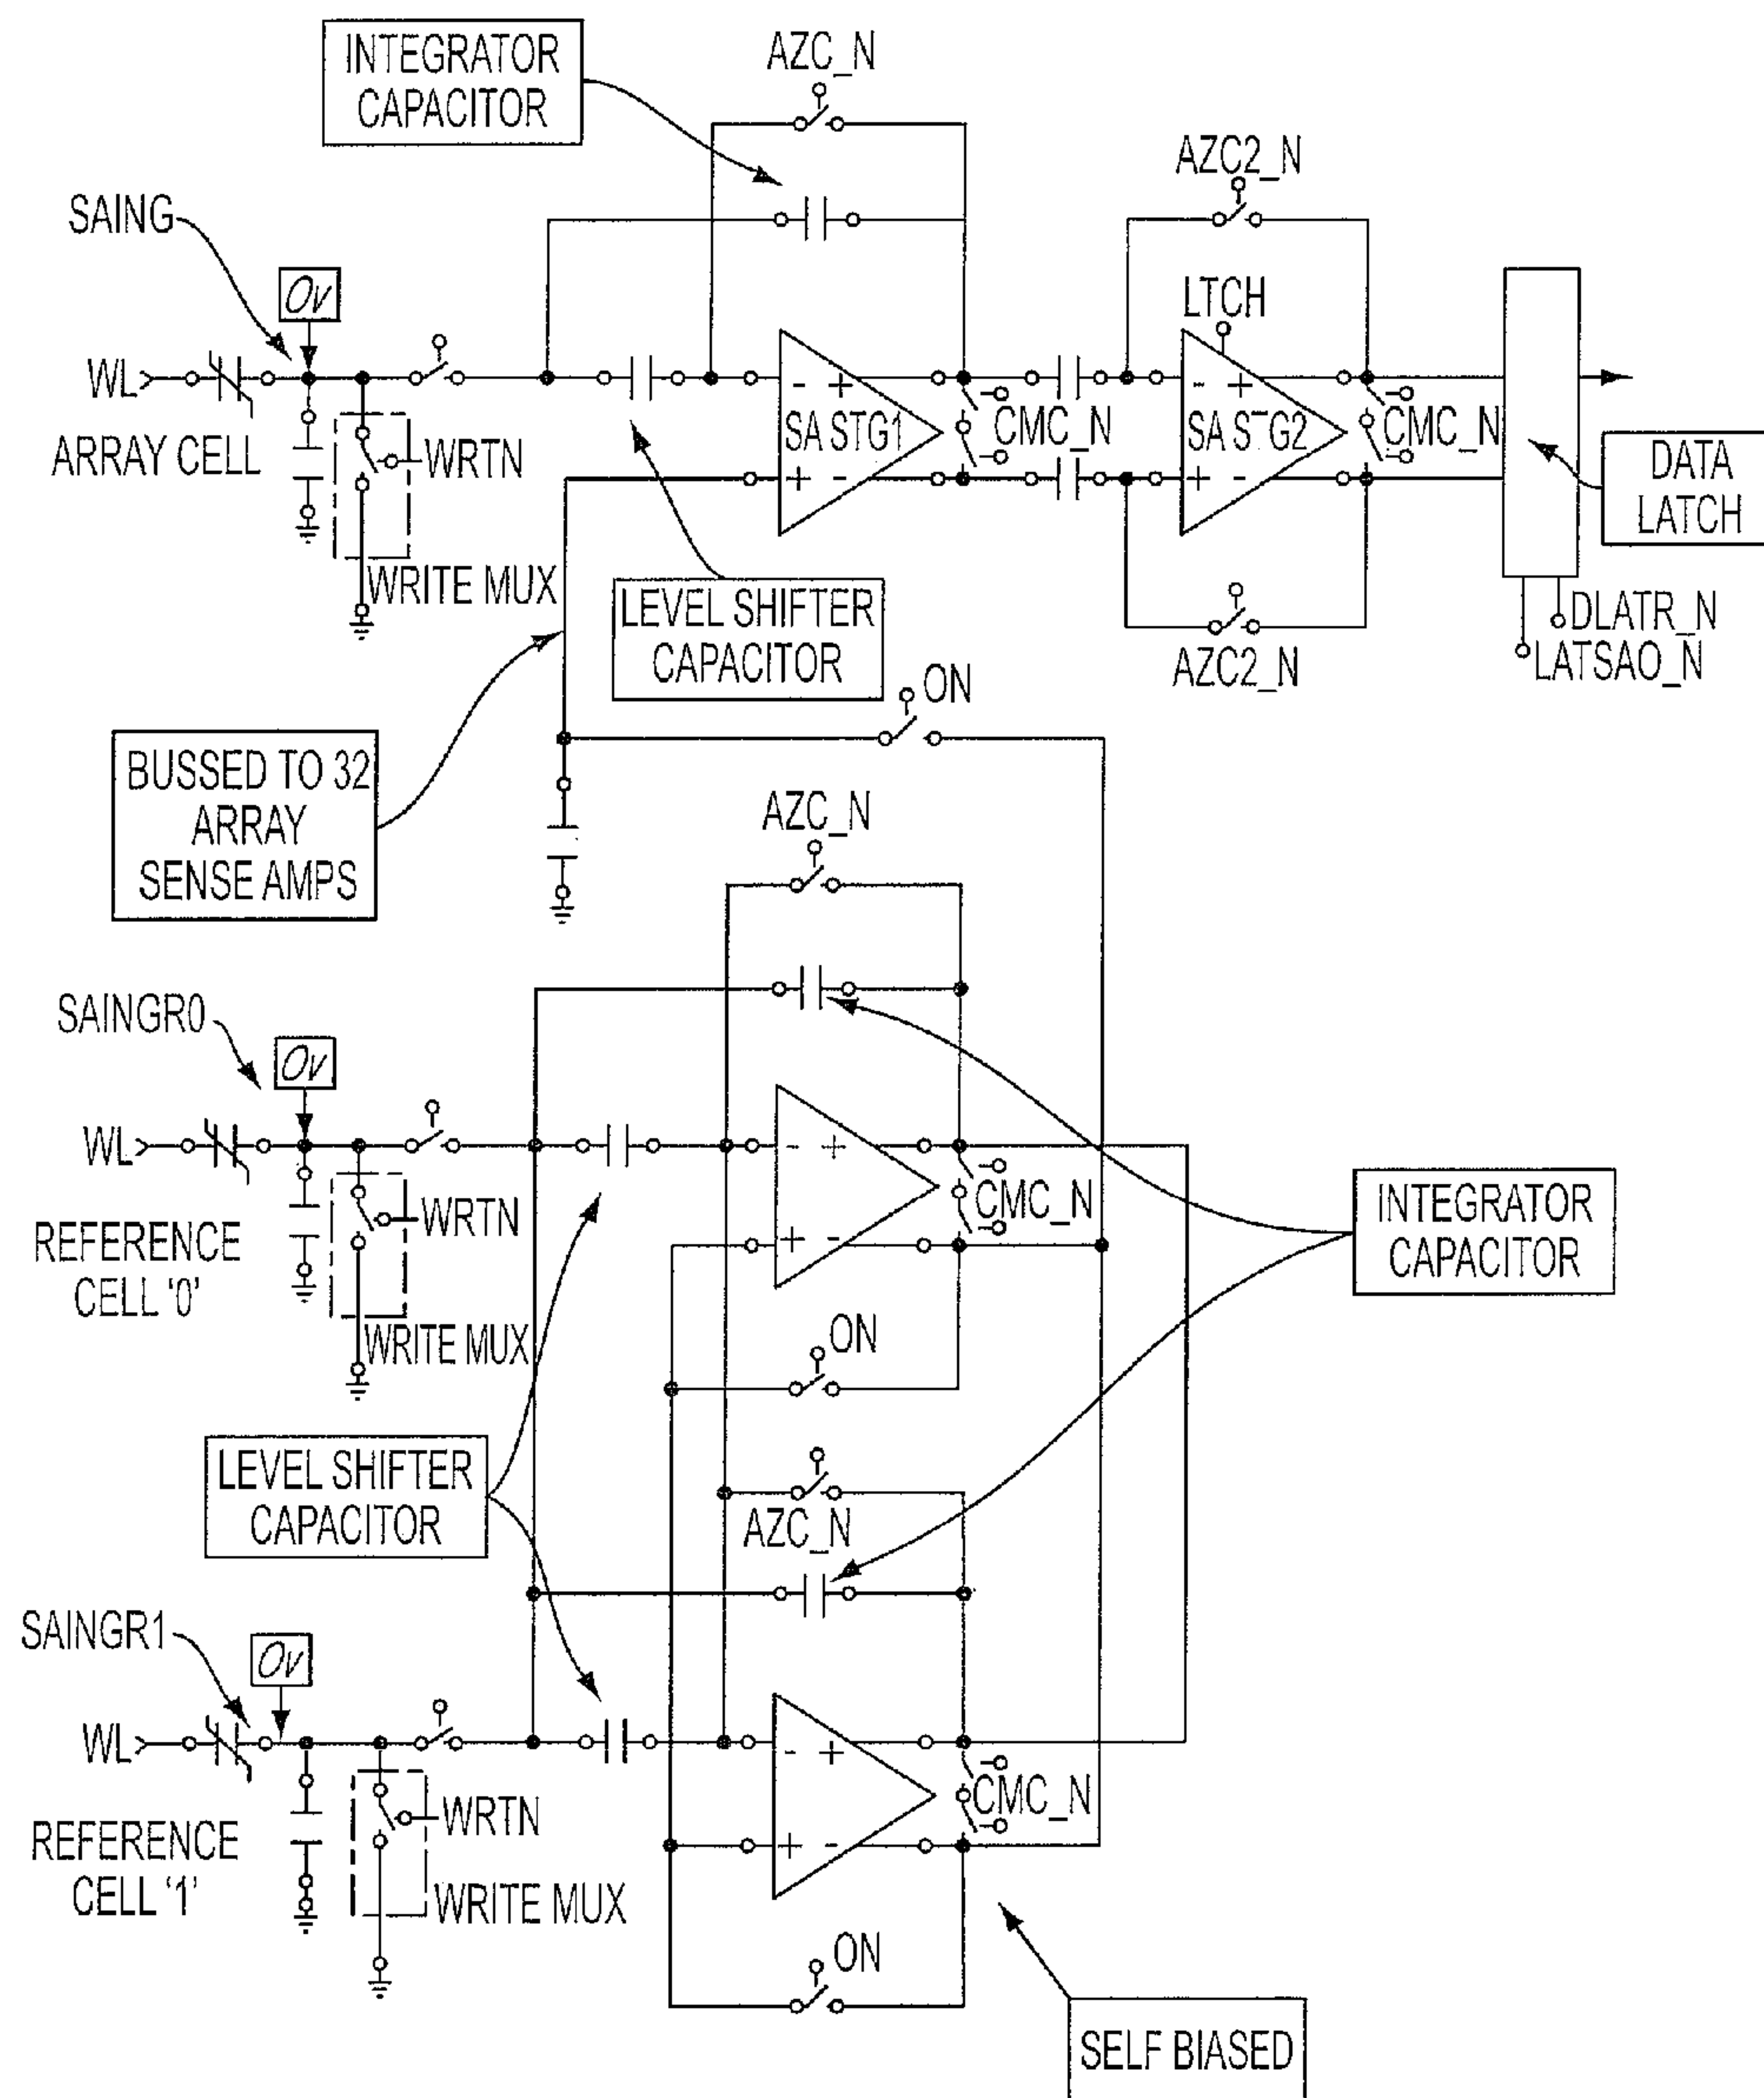 INTEGRATOR
CAPACITOR
AZC_N
AZC2_N
SAING
0v
LTCH
WL
- +
SA STG1
+ -
CMC_N
- +
SA STG2
+ -
CMC_N
ARRAY CELL
WRTN
DATA
LATCH
WRITE MUX
LEVEL SHIFTER
CAPACITOR
DLATR_N
LATSAO_N
AZC2_N
ON
BUSSED TO 32
ARRAY
SENSE AMPS
AZC_N
SAINGR0
0v
WL
- +
+ -
CMC_N
WRTN
REFERENCE
CELL '0'
INTEGRATOR
CAPACITOR
WRITE MUX
ON
LEVEL SHIFTER
CAPACITOR
AZC_N
SAINGR1
0v
WL
- +
+ -
CMC_N
WRTN
REFERENCE
CELL '1'
WRITE MUX
ON
SELF BIASED